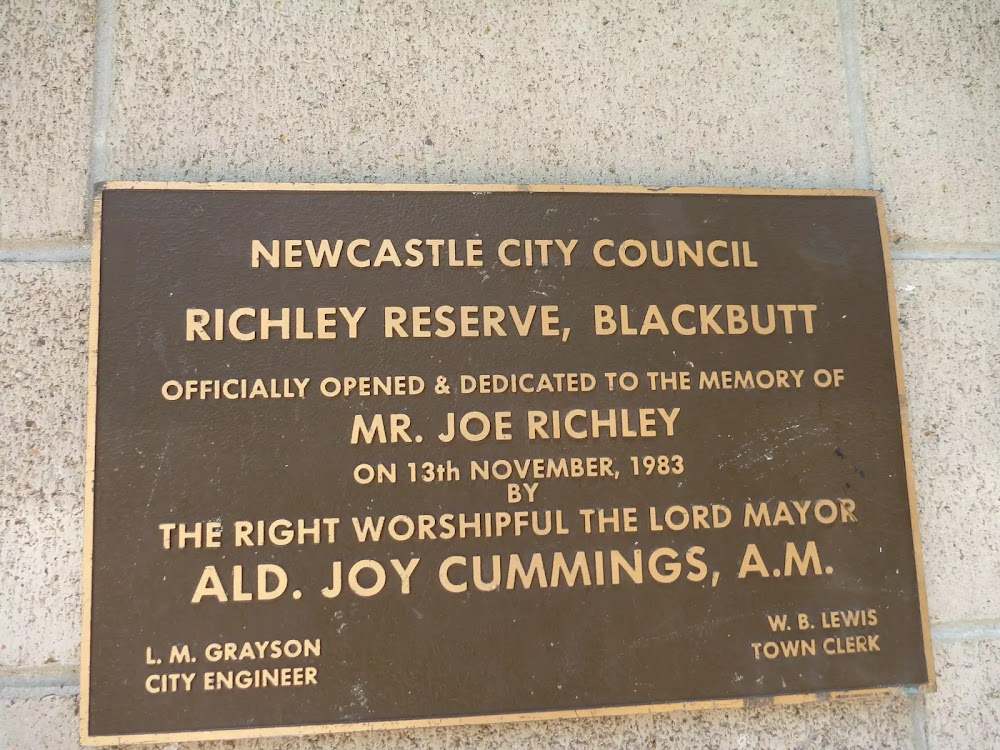 NEWCASTLE CITY COUNCIL
RICHLEY RESERVE, BLACKBUTT
OFFICIALLY OPENED & DEDICATED TO THE MEMORY OF
MR. JOE RICHLEY
ON 13th NOVEMBER, 1983
BY
THE RIGHT WORSHIPFUL THE LORD MAYOR
ALD. JOY CUMMINGS, A.M.
L. M. GRAYSON
CITY ENGINEER
W. B. LEWIS
TOWN CLERK